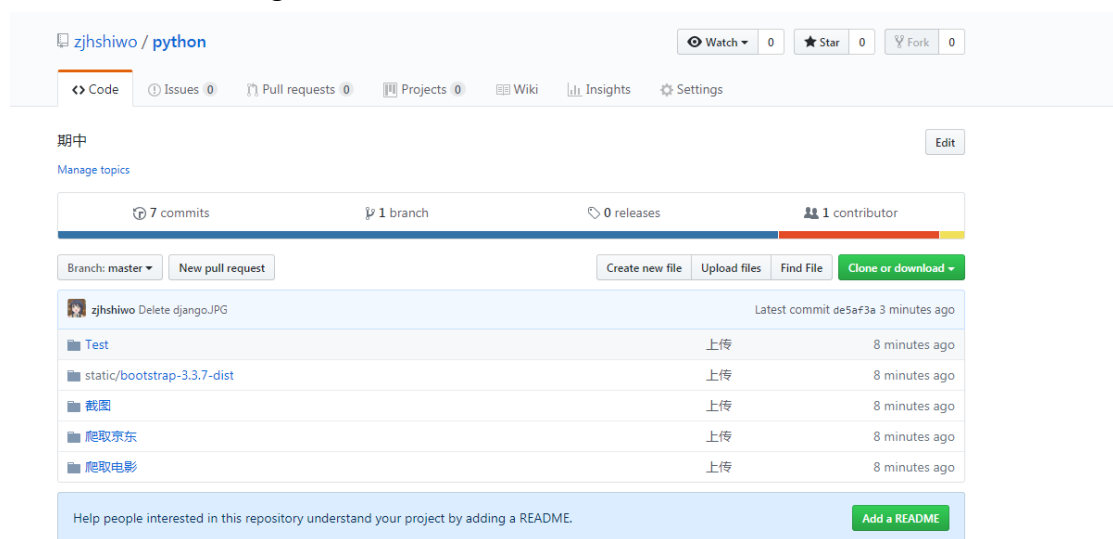 zjhshiwo / python
Watch 0 Star 0 Fork 0
Code Issues 0 Pull requests 0 Projects 0 Wiki Insights Settings
期中
Edit
Manage topics
7 commits 1 branch 0 releases 1 contributor
Branch: master New pull request Create new file Upload files Find File Clone or download
zjhshiwo Delete django.JPG Latest commit de5af3a 3 minutes ago
Test 上传 8 minutes ago
static/bootstrap-3.3.7-dist 上传 8 minutes ago
截图 上传 8 minutes ago
爬取京东 上传 8 minutes ago
爬取电影 上传 8 minutes ago
Help people interested in this repository understand your project by adding a README. Add a README